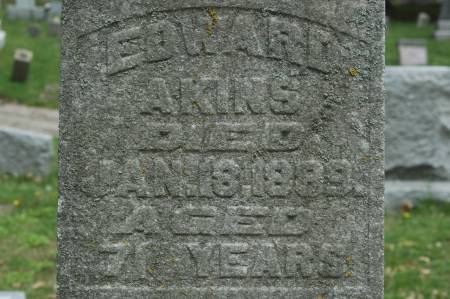 EDWARD
AKINS
DIED
JAN. 18. 1889.
AGED
71 YEARS